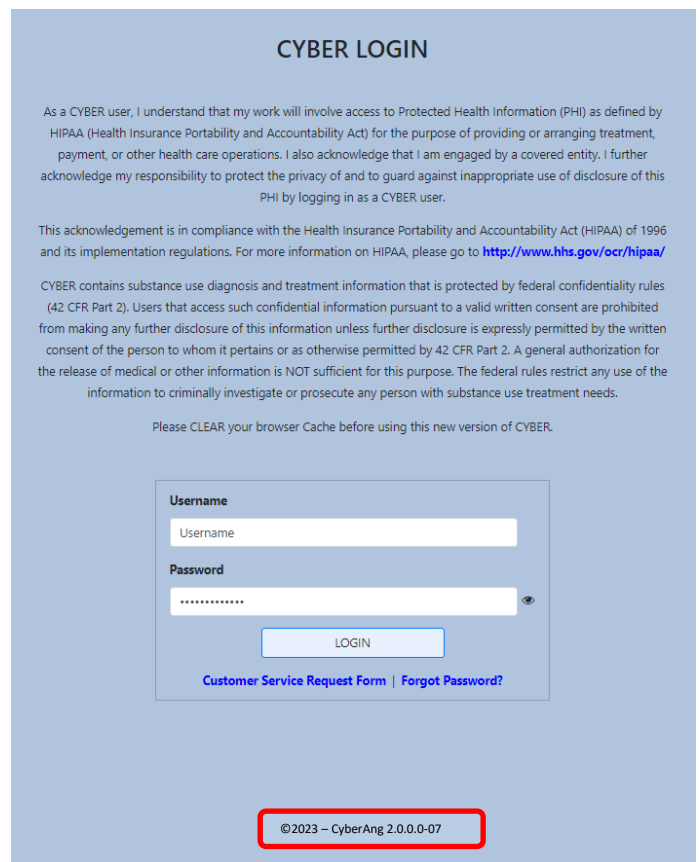 CYBER LOGIN
As a CYBER user, I understand that my work will involve access to Protected Health Information (PHI) as defined by
HIPAA (Health Insurance Portability and Accountability Act) for the purpose of providing or arranging treatment,
payment, or other health care operations. I also acknowledge that I am engaged by a covered entity. I further
acknowledge my responsibility to protect the privacy of and to guard against inappropriate use of disclosure of this
PHI by logging in as a CYBER user.
This acknowledgement is in compliance with the Health Insurance Portability and Accountability Act (HIPAA) of 1996
and its implementation regulations. For more information on HIPAA, please go to http://www.hhs.gov/ocr/hipaa/
CYBER contains substance use diagnosis and treatment information that is protected by federal confidentiality rules
(42 CFR Part 2). Users that access such confidential information pursuant to a valid written consent are prohibited
from making any further disclosure of this information unless further disclosure is expressly permitted by the written
consent of the person to whom it pertains or as otherwise permitted by 42 CFR Part 2. A general authorization for
the release of medical or other information is NOT sufficient for this purpose. The federal rules restrict any use of the
information to criminally investigate or prosecute any person with substance use treatment needs.
Please CLEAR your browser Cache before using this new version of CYBER.
Username
Username
Password
•••••••••••••
LOGIN
Customer Service Request Form | Forgot Password?
©2023 – CyberAng 2.0.0.0-07